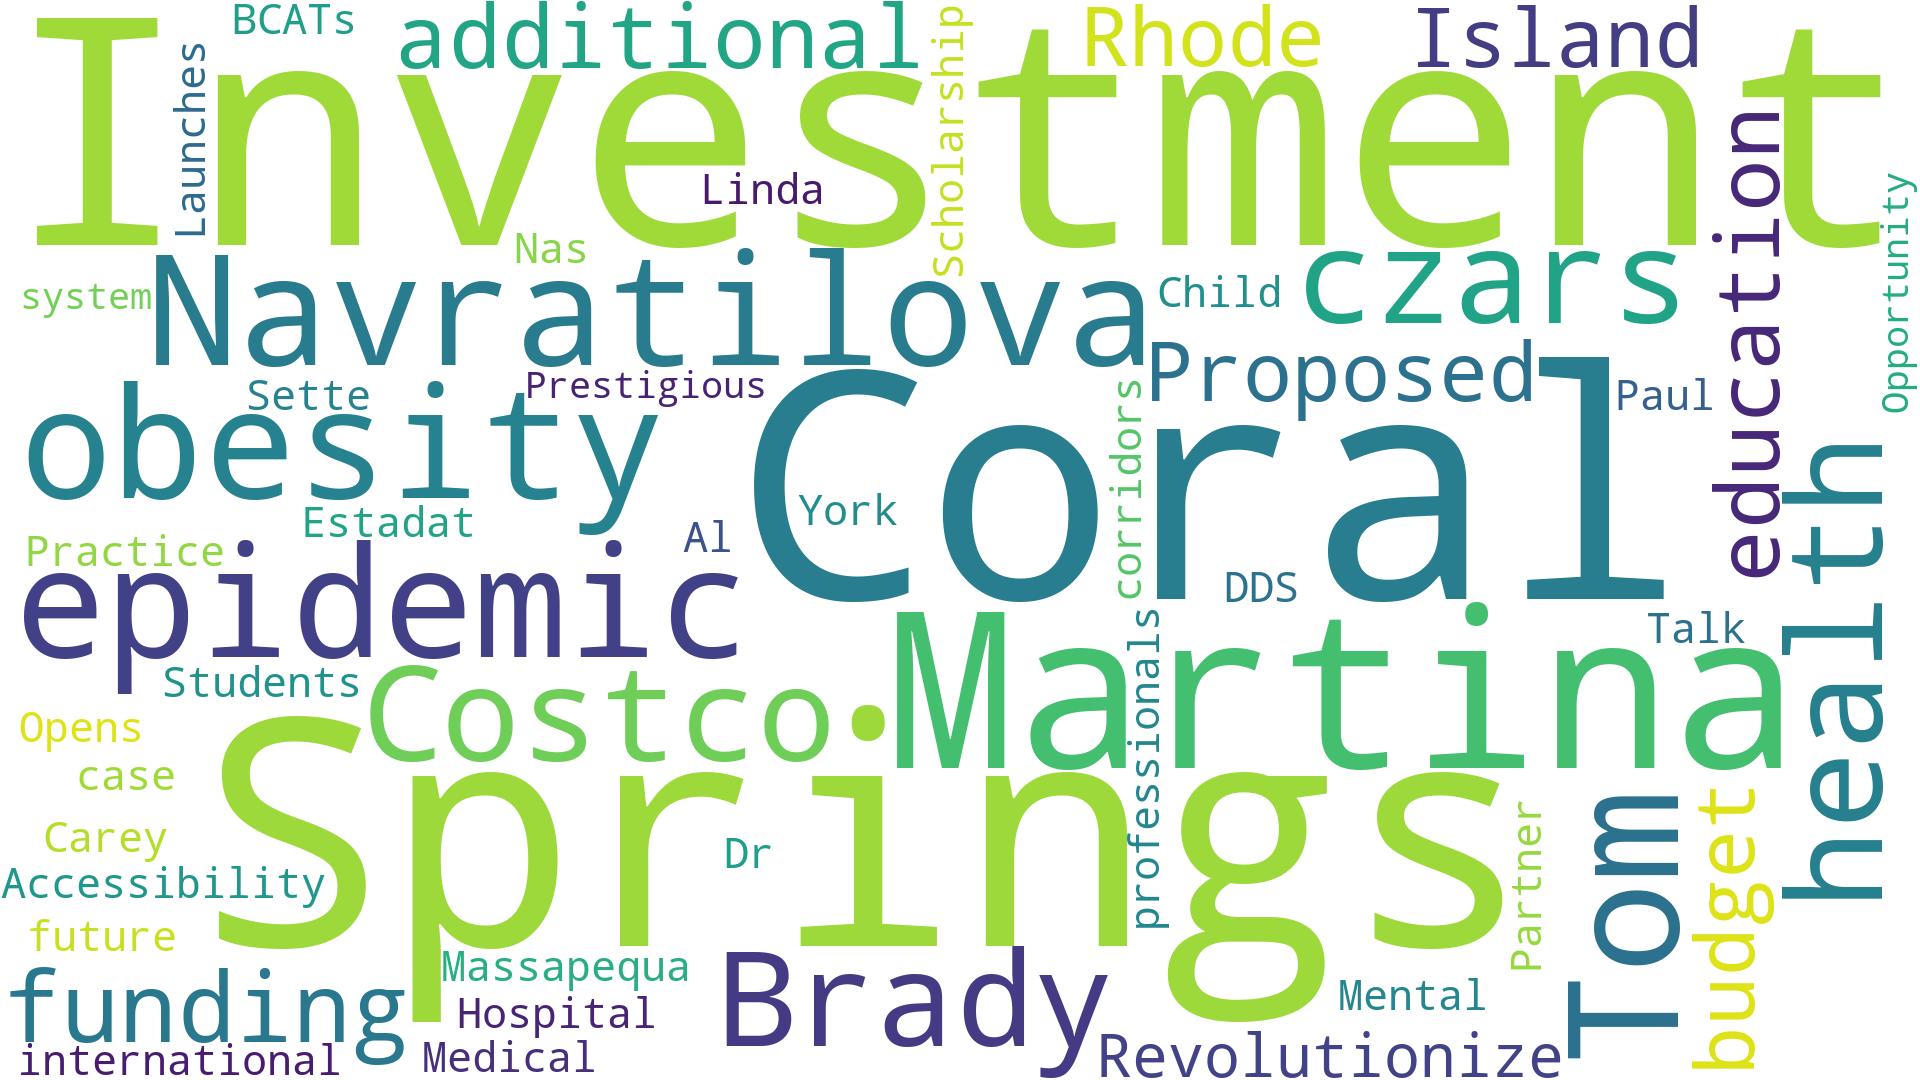 BCATs
additional
Rhode
Island
Investment
Launches
Scholarship
Linda
education
Opportunity
Nas
system
Navratilova
Child
czars
Proposed
Sette
Prestigious
obesity
Coral
corridors
Paul
York
health
Estadat
Al
Practice
epidemic
DDS
Talk
Students
Costco
Martina
professionals
Opens
case
Springs
Tom
budget
Carey
Dr
Partner
Accessibility
future
Massapequa
Brady
Mental
funding
Hospital
Revolutionize
international
Medical